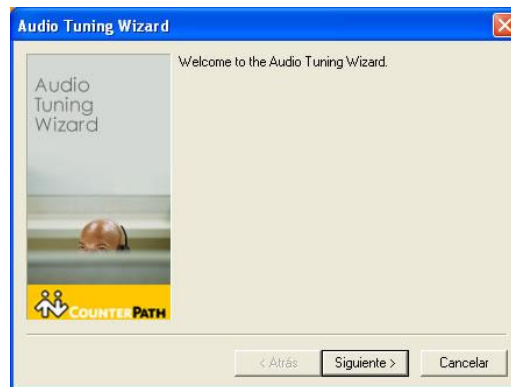 Audio Tuning Wizard
Welcome to the Audio Tuning Wizard.
Audio
Tuning
Wizard
COUNTERPATH
< Atrás
Siguiente >
Cancelar